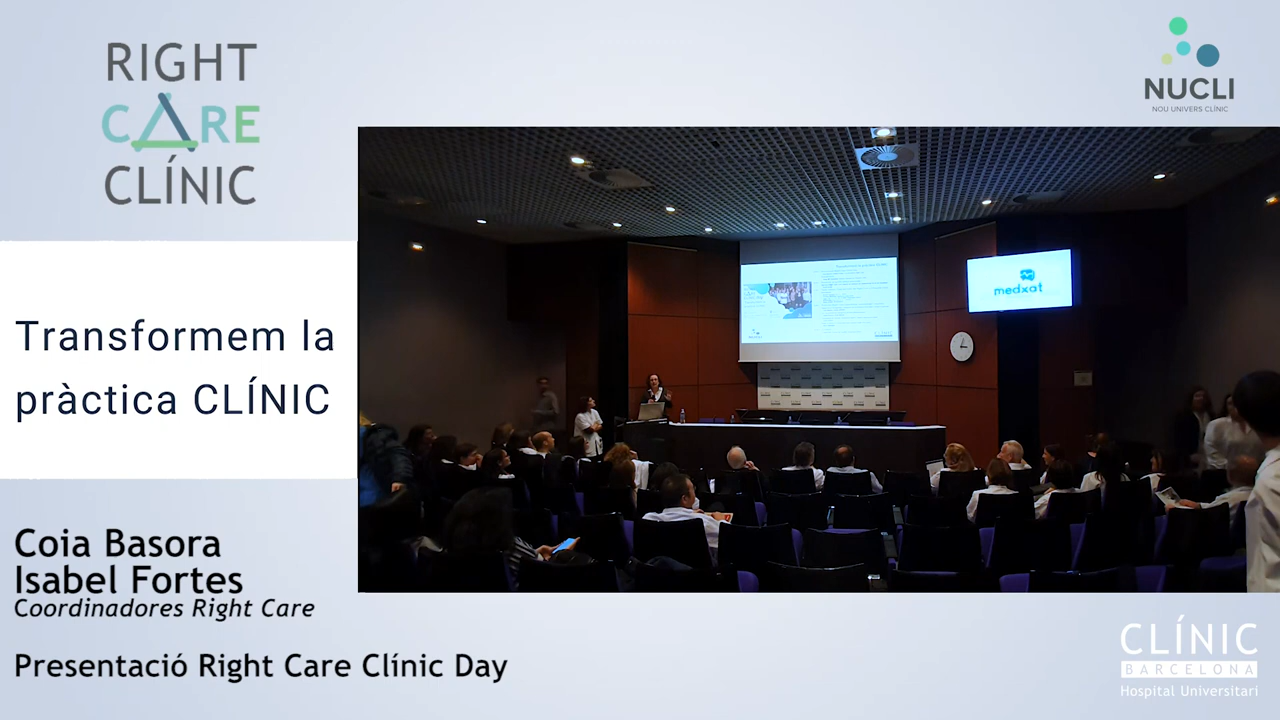 RIGHT
CARE
CLÍNIC
NUCLI
NOU UNIVERS CLÍNIC
Transformem la
pràctica CLÍNIC
medxat
Coia Basora
Isabel Fortes
Coordinadores Right Care
Presentació Right Care Clínic Day
CLÍNIC
BARCELONA
Hospital Universitari